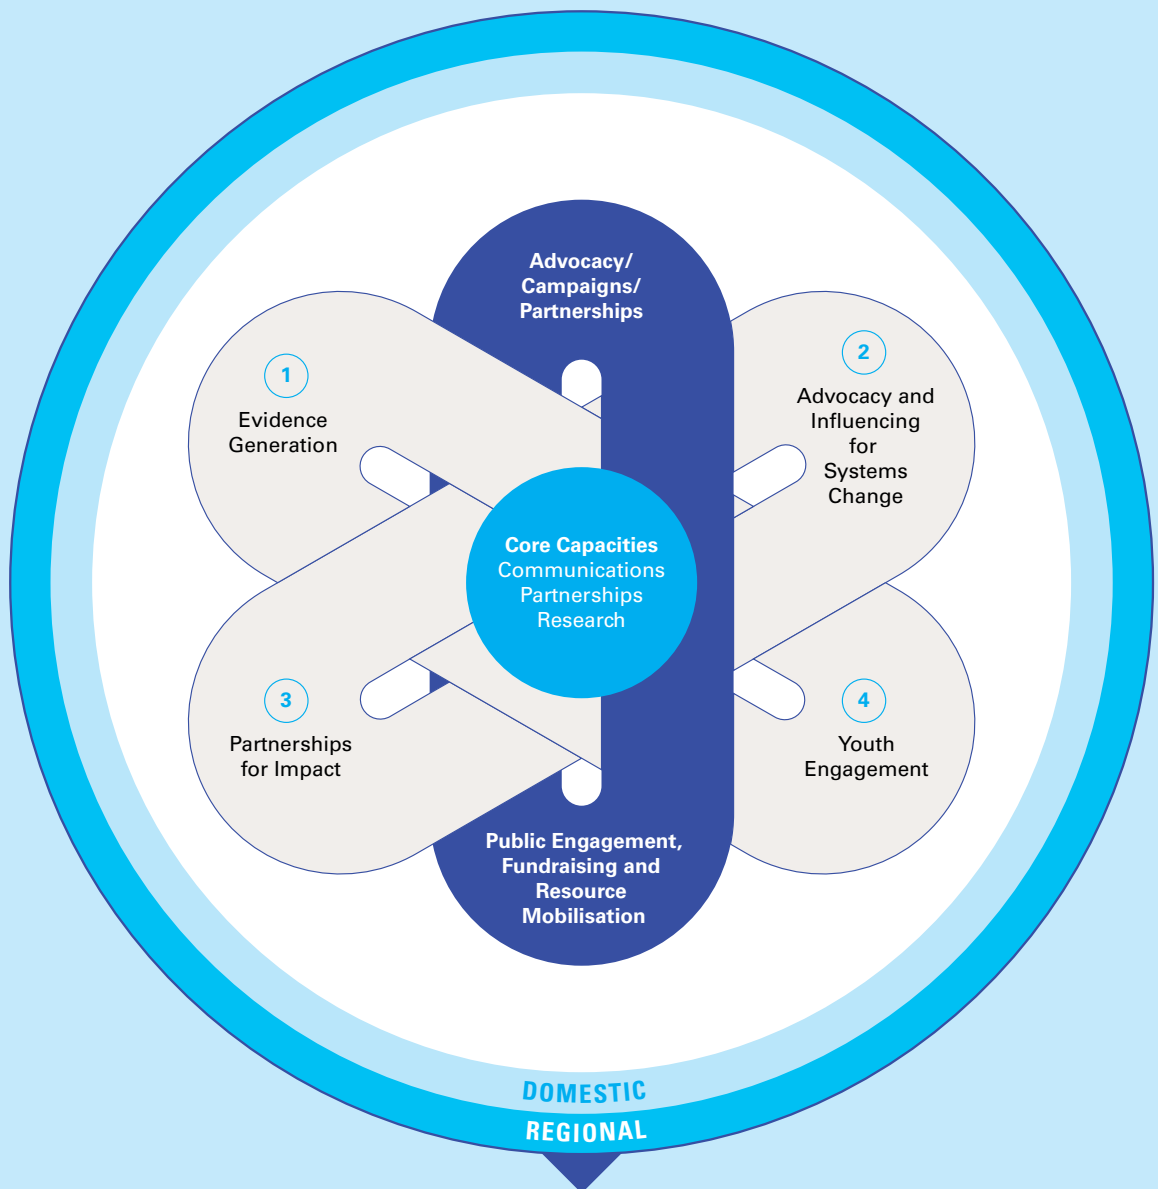 Advocacy/
Campaigns/
Partnerships
1
Evidence
Generation
2
Advocacy and
Influencing
for
Systems
Change
Core Capacities
Communications
Partnerships
Research
3
Partnerships
for Impact
4
Youth
Engagement
Public Engagement,
Fundraising and
Resource
Mobilisation
DOMESTIC
REGIONAL